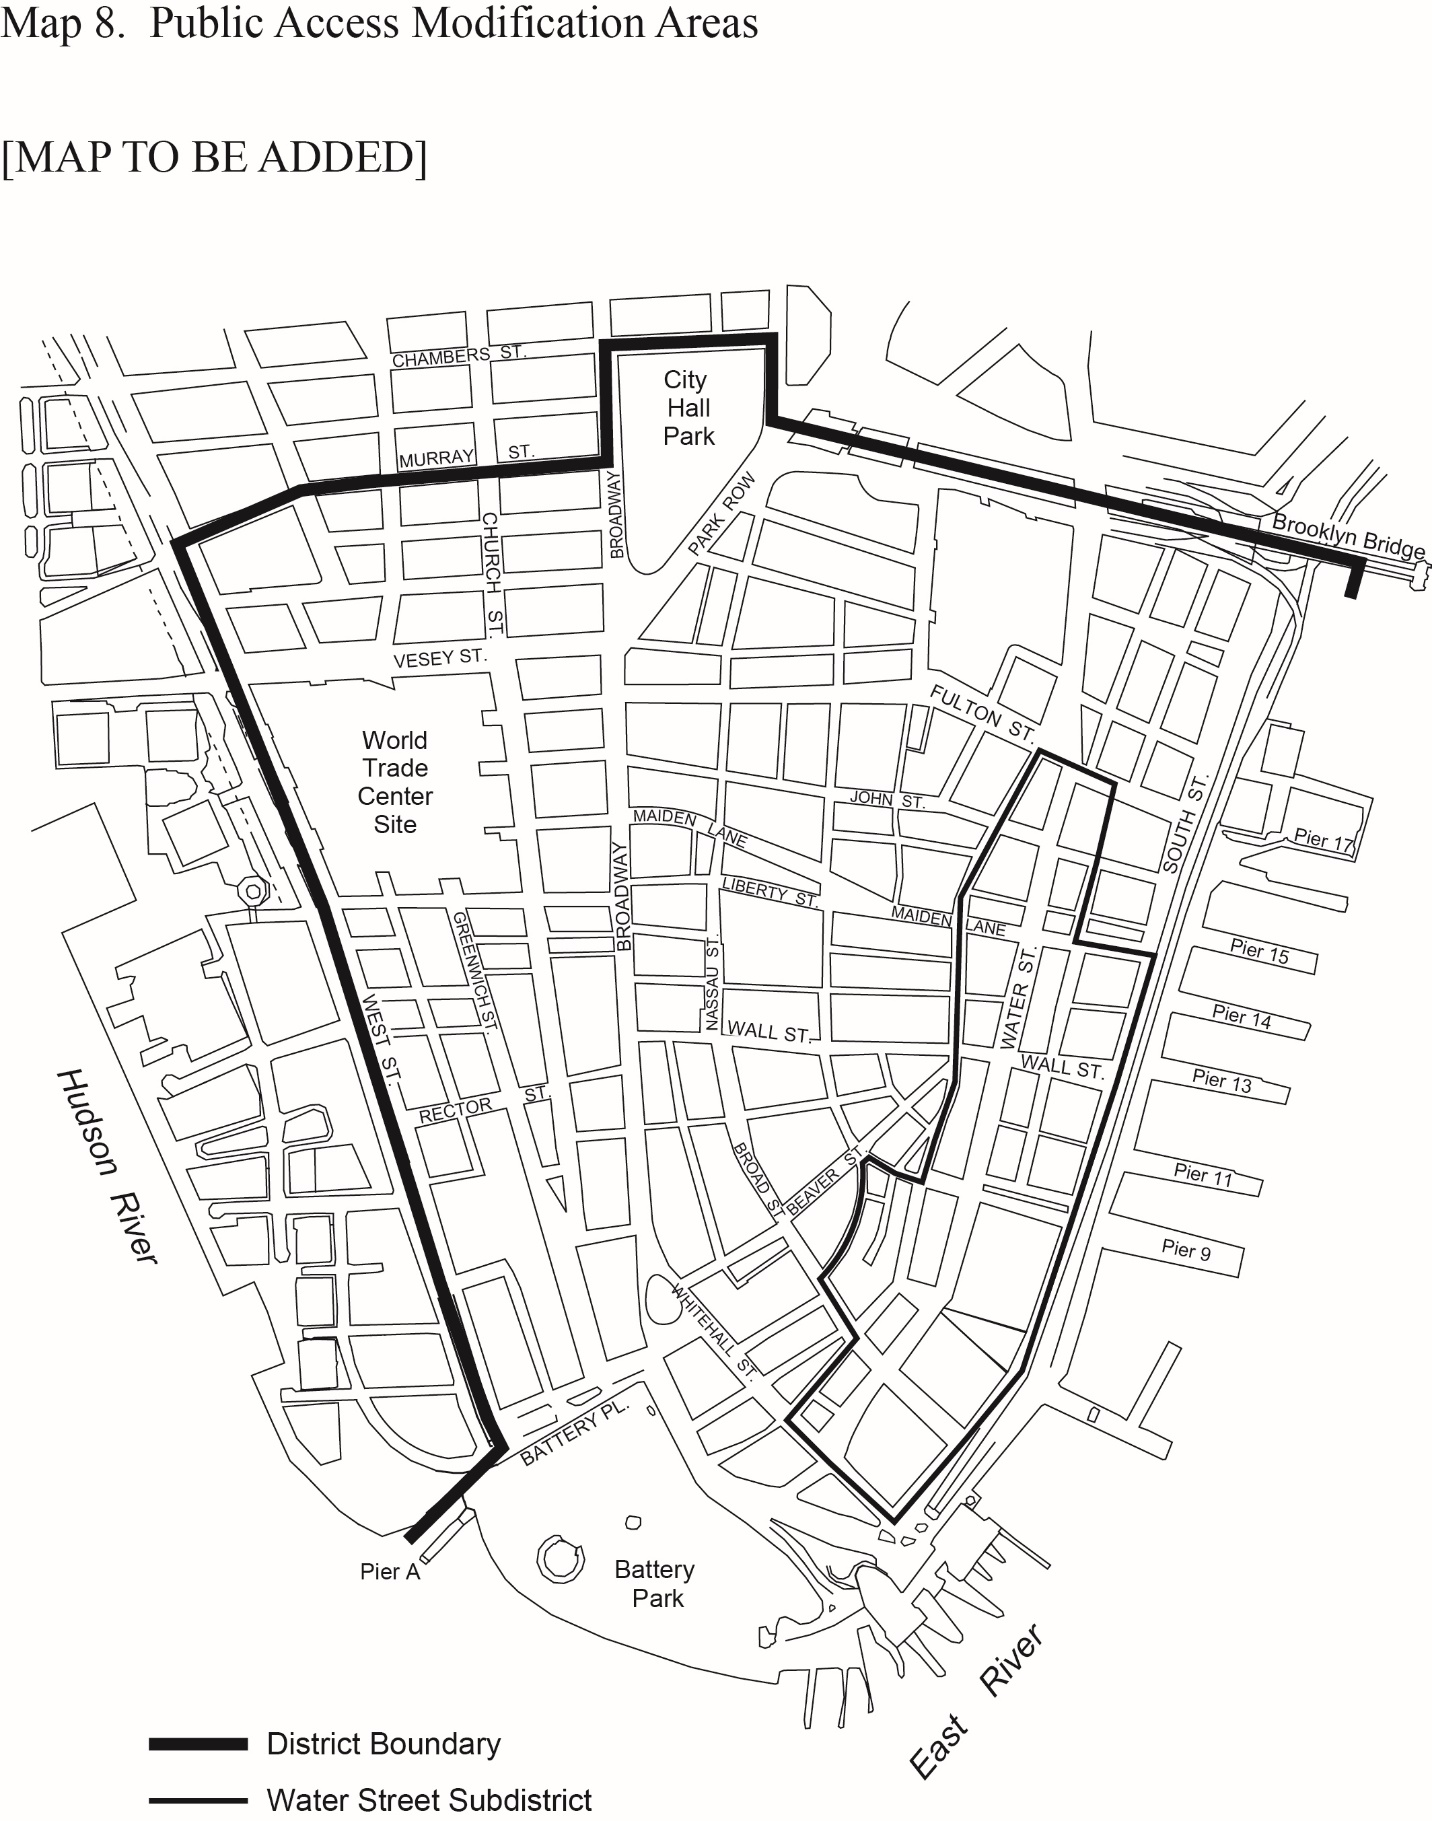 Map 8.  Public Access Modification Areas
[MAP TO BE ADDED]
CHAMBERS ST.
City
Hall
Park
MURRAY ST.
BROADWAY
PARK ROW
CHURCH ST.
Brooklyn Bridge
VESEY ST.
FULTON ST.
World
Trade
Center
Site
JOHN ST.
SOUTH ST.
MAIDEN LANE
Pier 17
BROADWAY
LIBERTY ST.
MAIDEN LANE
GREENWICH ST.
NASSAU ST.
WATER ST.
Pier 15
Pier 14
WEST ST.
WALL ST.
WALL ST.
Pier 13
RECTOR ST.
Hudson River
BROAD ST.
BEAVER ST.
Pier 11
Pier 9
WHITEHALL ST.
BATTERY PL.
Pier A
Battery
Park
East River
District Boundary
Water Street Subdistrict